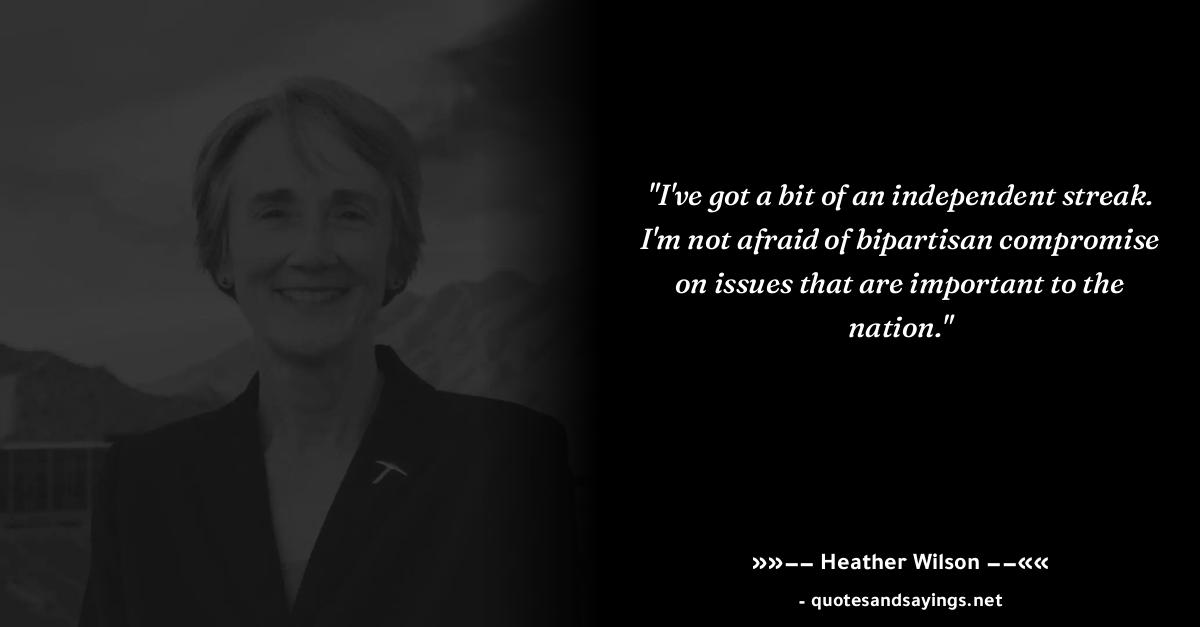 "I've got a bit of an independent streak.
I'm not afraid of bipartisan compromise
on issues that are important to the
nation."
»»−− Heather Wilson −−««
- quotesandsayings.net